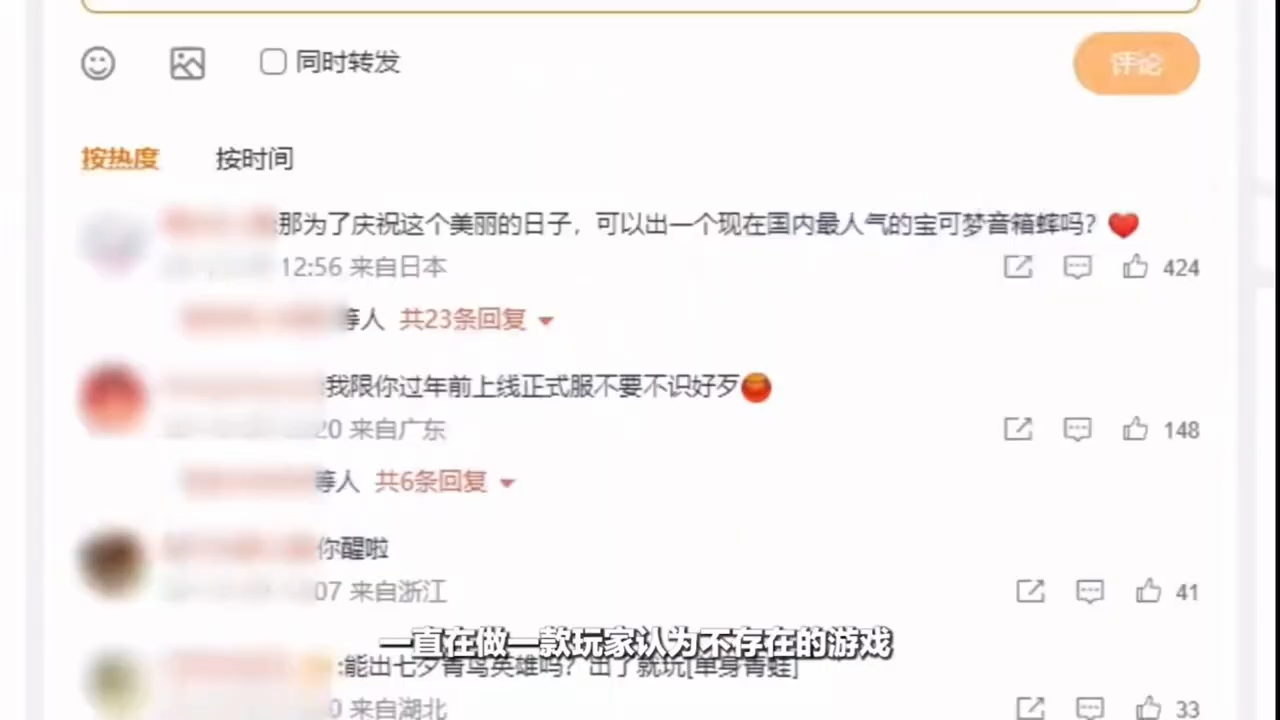 同时转发
评论
按热度 按时间
那为了庆祝这个美丽的日子，可以出一个现在国内最人气的宝可梦音箱蟀吗？
12:56 来自日本
424
等人 共23条回复
:我限你过年前上线正式服不要不识好歹
20 来自广东
148
等人 共6条回复
你醒啦
07 来自浙江
41
一直在做一款玩家认为不存在的游戏
:能出七夕青鸟英雄吗？出了就玩[单身青蛙]
0 来自湖北
33